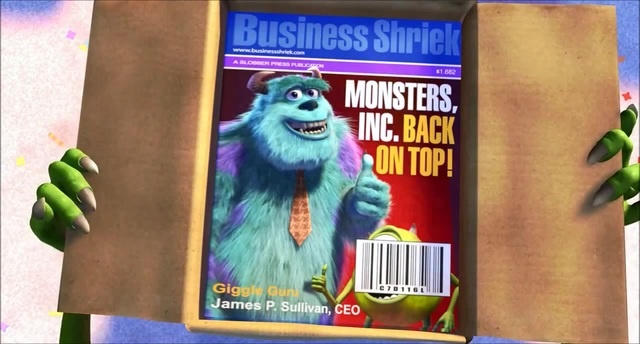 Business Shriek
www.businessshriek.com
A BLOBBER PRESS PUBLICATION
$1.882
MONSTERS,
INC. BACK
ON TOP!
C7D116L
Giggle Guru
James P. Sullivan, CEO